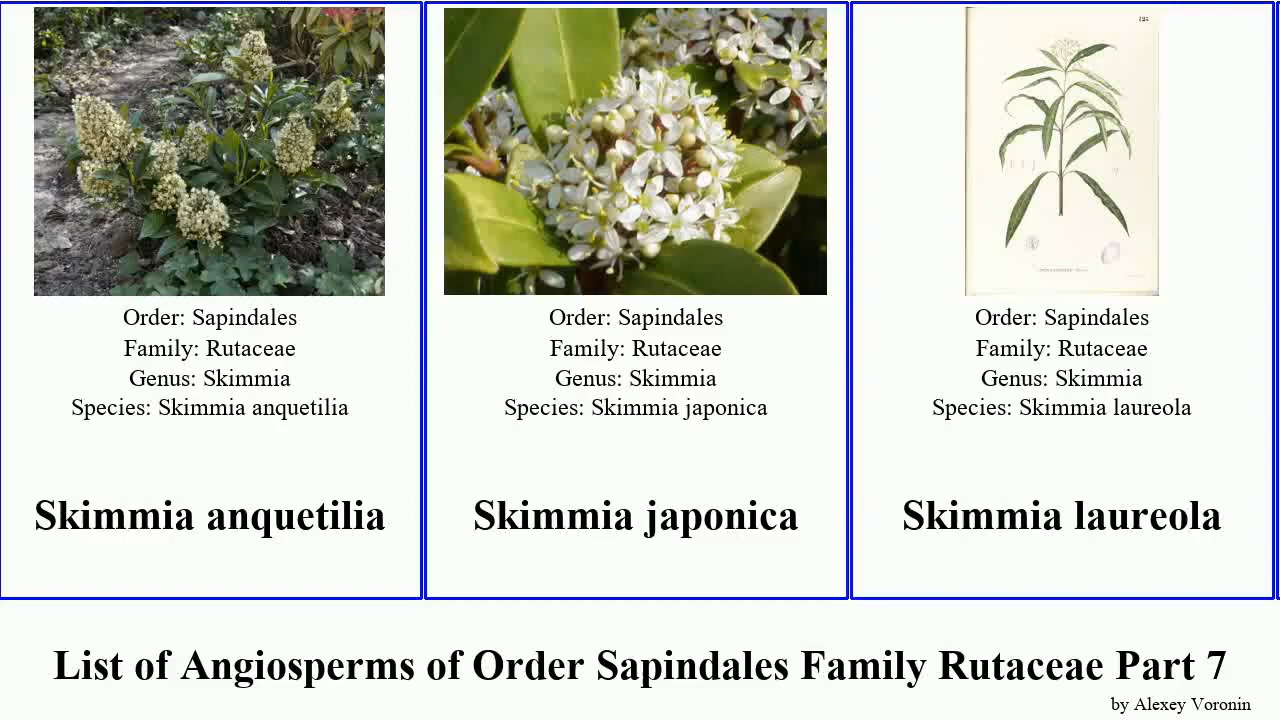 Order: Sapindales
Family: Rutaceae
Genus: Skimmia
Species: Skimmia anquetilia
Skimmia anquetilia
Order: Sapindales
Family: Rutaceae
Genus: Skimmia
Species: Skimmia japonica
Skimmia japonica
Order: Sapindales
Family: Rutaceae
Genus: Skimmia
Species: Skimmia laureola
Skimmia laureola
List of Angiosperms of Order Sapindales Family Rutaceae Part 7
by Alexey Voronin